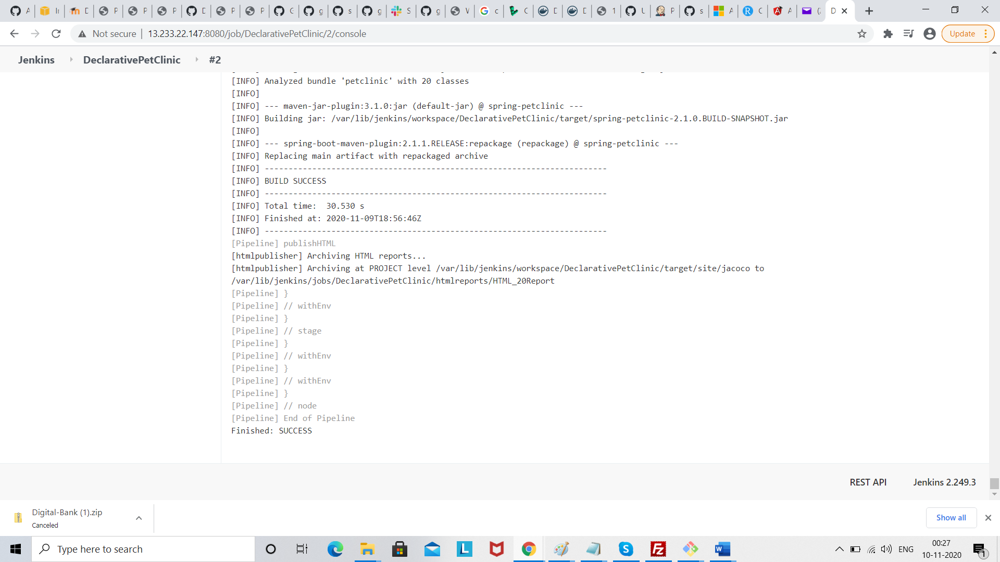 Not secure
13.233.22.147:8080/job/DeclarativePetClinic/2/console
Update
Jenkins
DeclarativePetClinic
#2
[INFO] Analyzed bundle 'petclinic' with 20 classes
[INFO]
[INFO] --- maven-jar-plugin:3.1.0:jar (default-jar) @ spring-petclinic ---
[INFO] Building jar: /var/lib/jenkins/workspace/DeclarativePetClinic/target/spring-petclinic-2.1.0.BUILD-SNAPSHOT.jar
[INFO]
[INFO] --- spring-boot-maven-plugin:2.1.1.RELEASE:repackage (repackage) @ spring-petclinic ---
[INFO] Replacing main artifact with repackaged archive
[INFO] ------------------------------------------------------------------------
[INFO] BUILD SUCCESS
[INFO] ------------------------------------------------------------------------
[INFO] Total time:  30.530 s
[INFO] Finished at: 2020-11-09T18:56:46Z
[INFO] ------------------------------------------------------------------------
[Pipeline] publishHTML
[htmlpublisher] Archiving HTML reports...
[htmlpublisher] Archiving at PROJECT level /var/lib/jenkins/workspace/DeclarativePetClinic/target/site/jacoco to
/var/lib/jenkins/jobs/DeclarativePetClinic/htmlreports/HTML_20Report
[Pipeline] }
[Pipeline] // withEnv
[Pipeline] }
[Pipeline] // stage
[Pipeline] }
[Pipeline] // withEnv
[Pipeline] }
[Pipeline] // withEnv
[Pipeline] }
[Pipeline] // node
[Pipeline] End of Pipeline
Finished: SUCCESS
REST API
Jenkins 2.249.3
Digital-Bank (1).zip
Canceled
Show all
Type here to search
ENG
00:27
10-11-2020
1